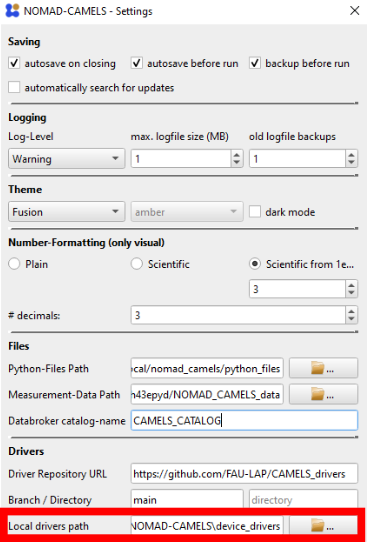 NOMAD-CAMELS - Settings
Saving
autosave on closing autosave before run backup before run
automatically search for updates
Logging
Log-Level max. logfile size (MB) old logfile backups
Warning 1 1
Theme
Fusion amber dark mode
Number-Formatting (only visual)
Plain Scientific Scientific from 1e...
3
# decimals: 3
Files
Python-Files Path ocal/nomad_camels/python_files ...
Measurement-Data Path n43epyd/NOMAD_CAMELS_data ...
Databroker catalog-name CAMELS_CATALOG
Drivers
Driver Repository URL https://github.com/FAU-LAP/CAMELS_drivers
Branch / Directory main directory
Local drivers path NOMAD-CAMELS\device_drivers ...